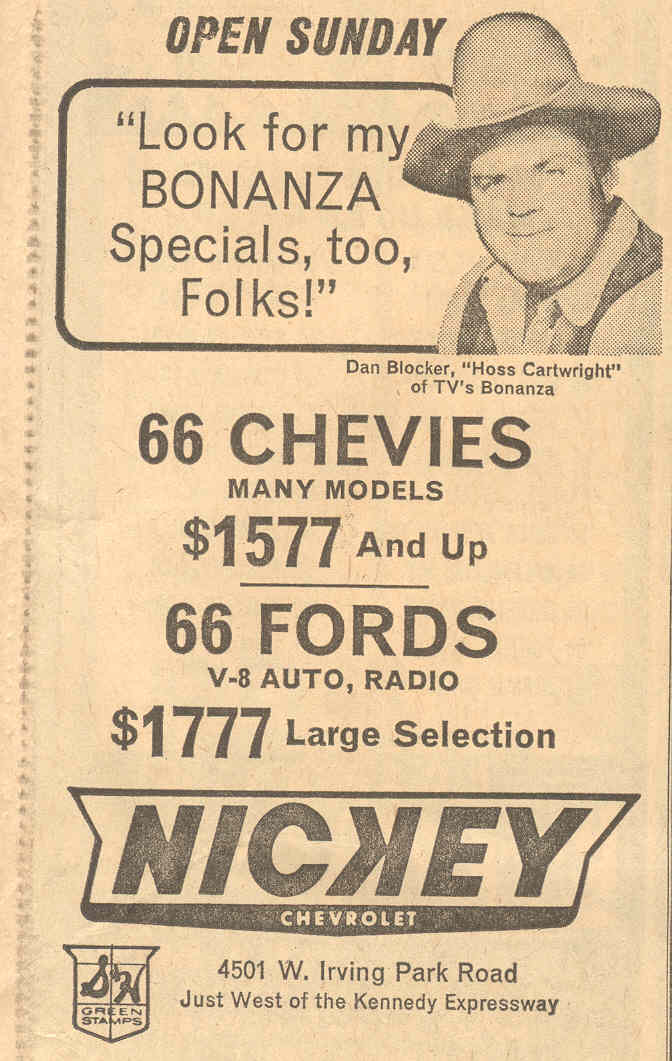 OPEN SUNDAY
“Look for my
BONANZA
Specials, too,
Folks!”
Dan Blocker, “Hoss Cartwright”
of TV's Bonanza
66 CHEVIES
MANY MODELS
$1577 And Up
66 FORDS
V-8 AUTO, RADIO
$1777 Large Selection
NICKEY
CHEVROLET
S&H
GREEN
STAMPS
4501 W. Irving Park Road
Just West of the Kennedy Expressway